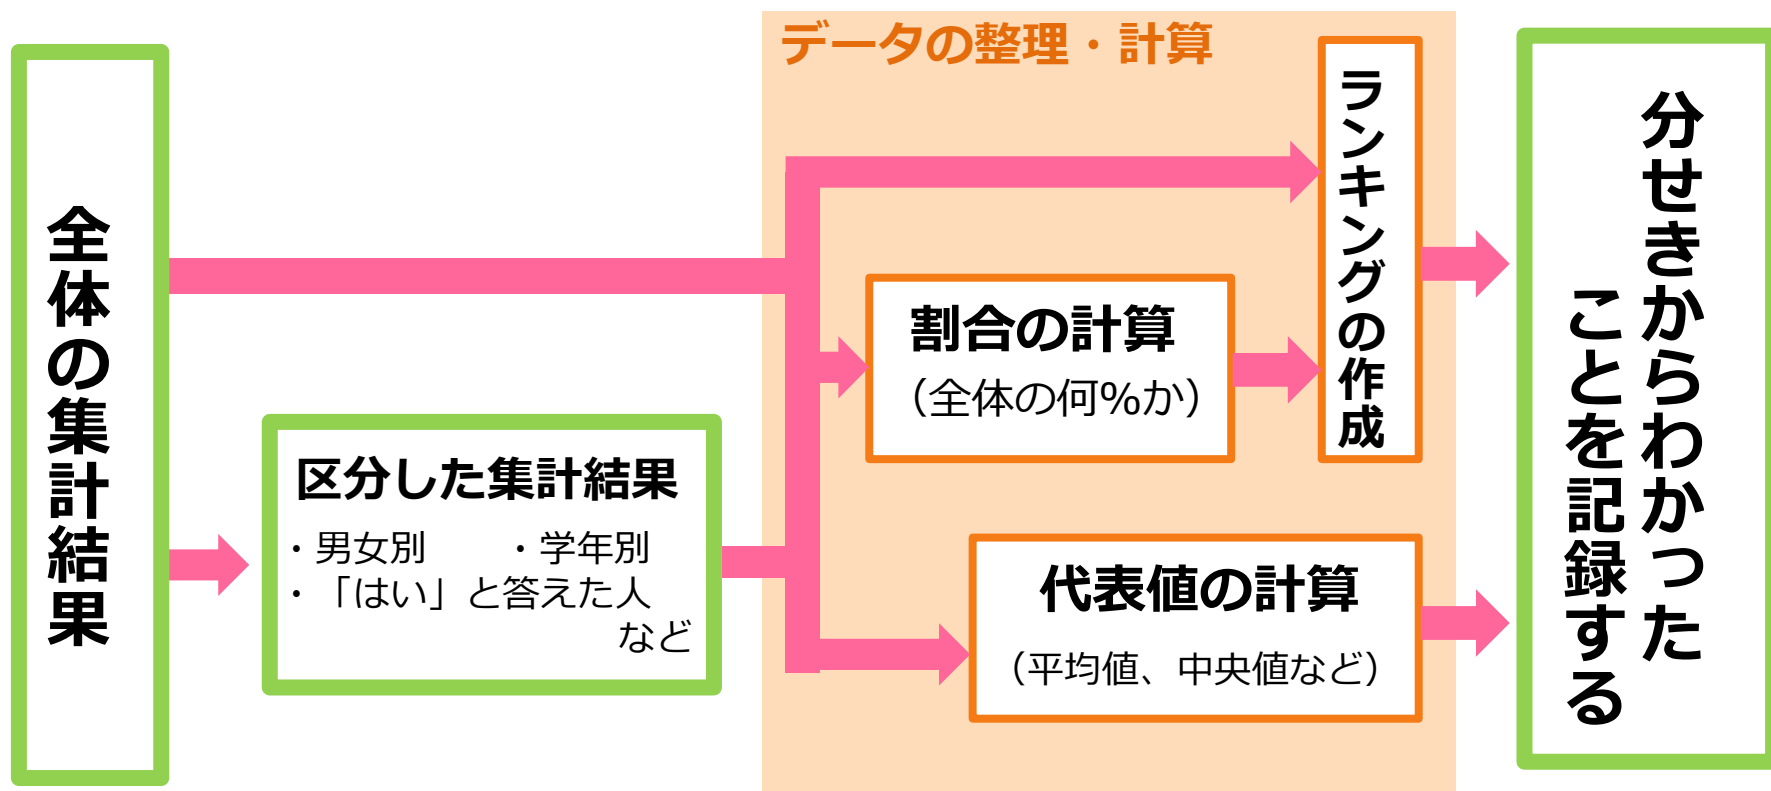 全体の集計結果
区分した集計結果
・男女別　　・学年別
・「はい」と答えた人
など
データの整理・計算
割合の計算
（全体の何%か）
代表値の計算
（平均値、中央値など）
ランキングの作成
分せきからわかった
ことを記録する